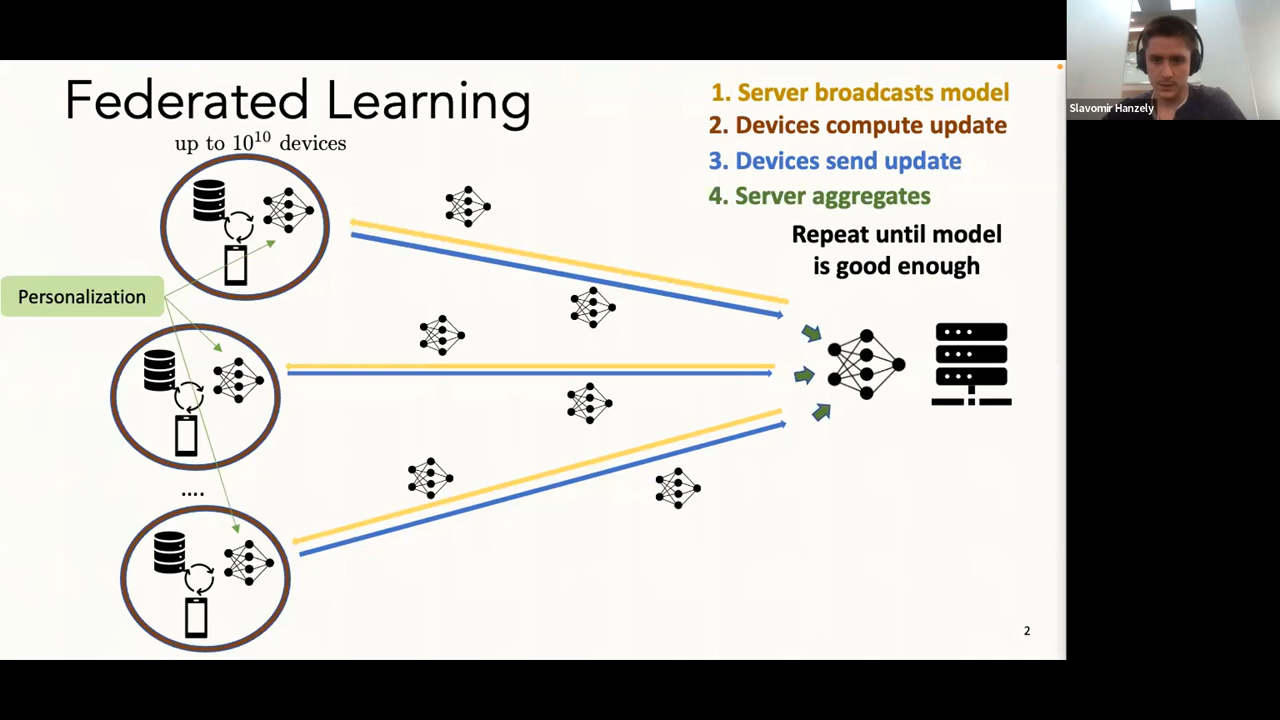 Federated Learning
up to 10^10 devices
1. Server broadcasts model
2. Devices compute update
3. Devices send update
4. Server aggregates
Repeat until model
is good enough
Personalization
....
2
Slavomir Hanzely